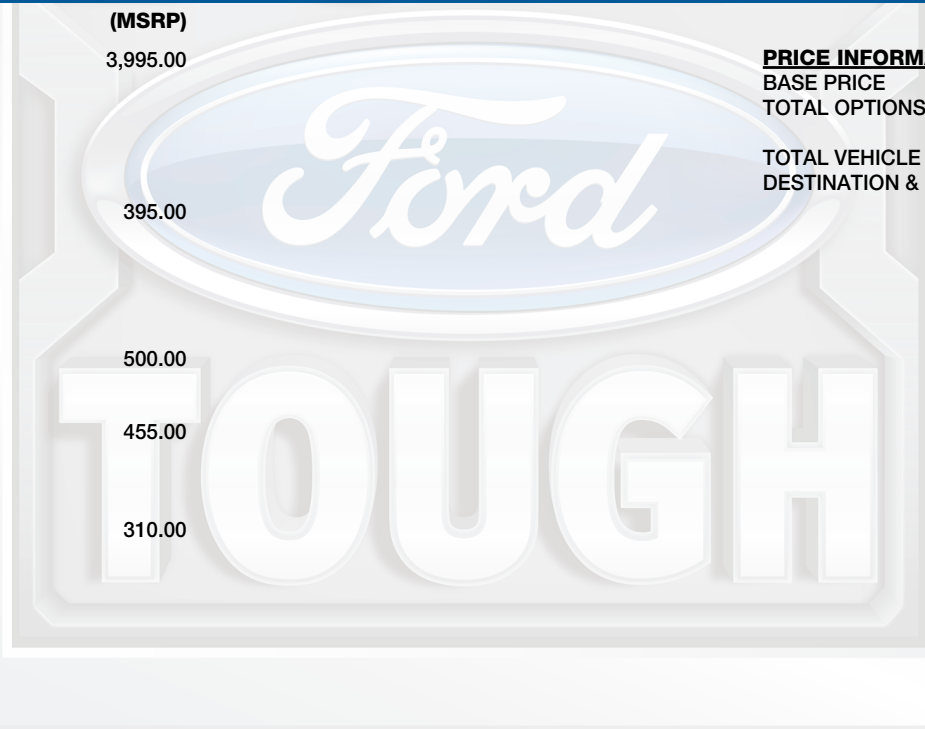 (MSRP)
3,995.00
395.00
500.00
455.00
310.00
PRICE INFORMA
BASE PRICE
TOTAL OPTIONS
TOTAL VEHICLE
DESTINATION &
Ford
TOUGH